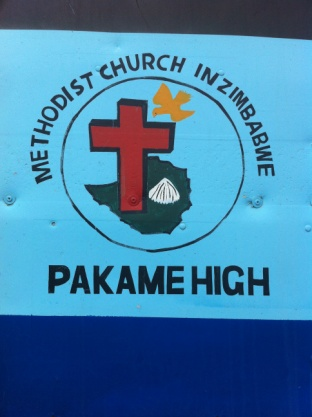 METHODIST CHURCH IN ZIMBABWE
PAKAME HIGH